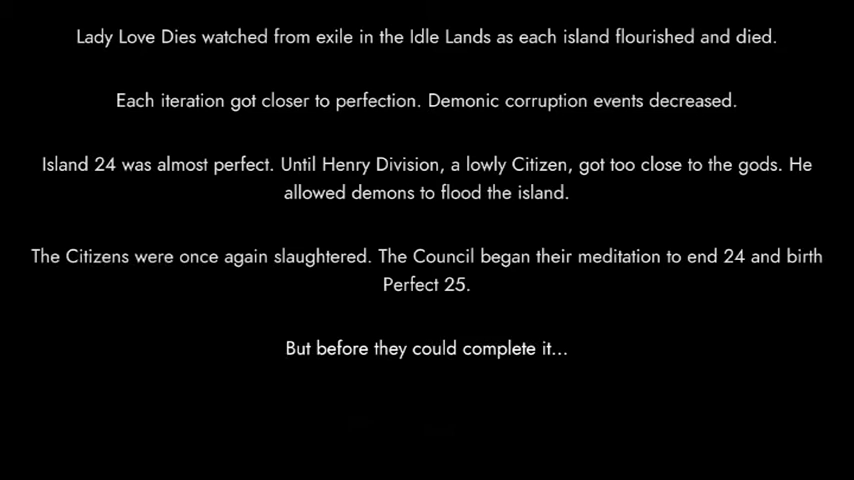 Lady Love Dies watched from exile in the Idle Lands as each island flourished and died.
Each iteration got closer to perfection. Demonic corruption events decreased.
Island 24 was almost perfect. Until Henry Division, a lowly Citizen, got too close to the gods. He
allowed demons to flood the island.
The Citizens were once again slaughtered. The Council began their meditation to end 24 and birth
Perfect 25.
But before they could complete it...